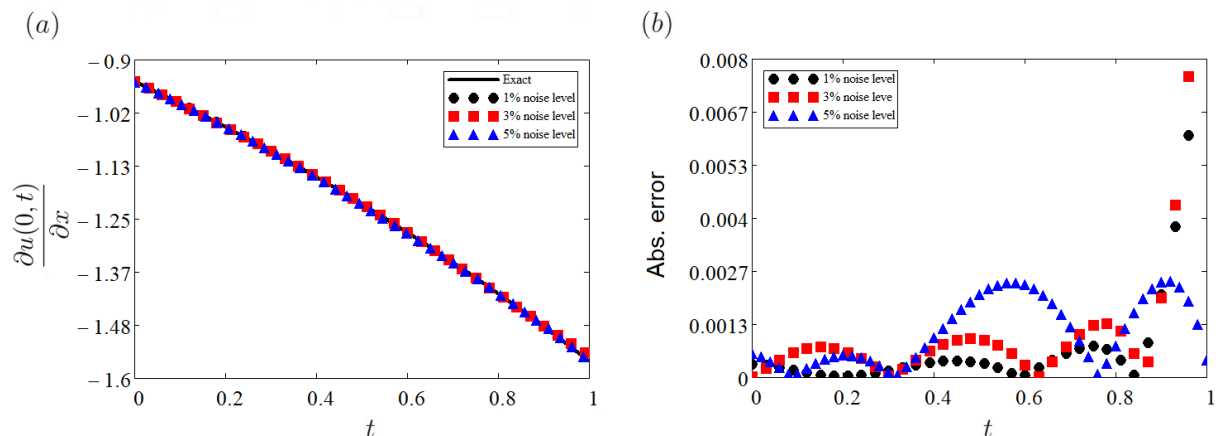 (a)
−0.9
−1.02
−1.13
−1.25
−1.37
−1.48
−1.6
∂u(0, t)
∂x
Exact
1% noise level
3% noise level
5% noise level
0 0.2 0.4 0.6 0.8 1
t
(b)
0.008
0.0067
0.0053
0.004
0.0027
0.0013
0
Abs. error
1% noise level
3% noise leve
5% noise level
0 0.2 0.4 0.6 0.8 1
t